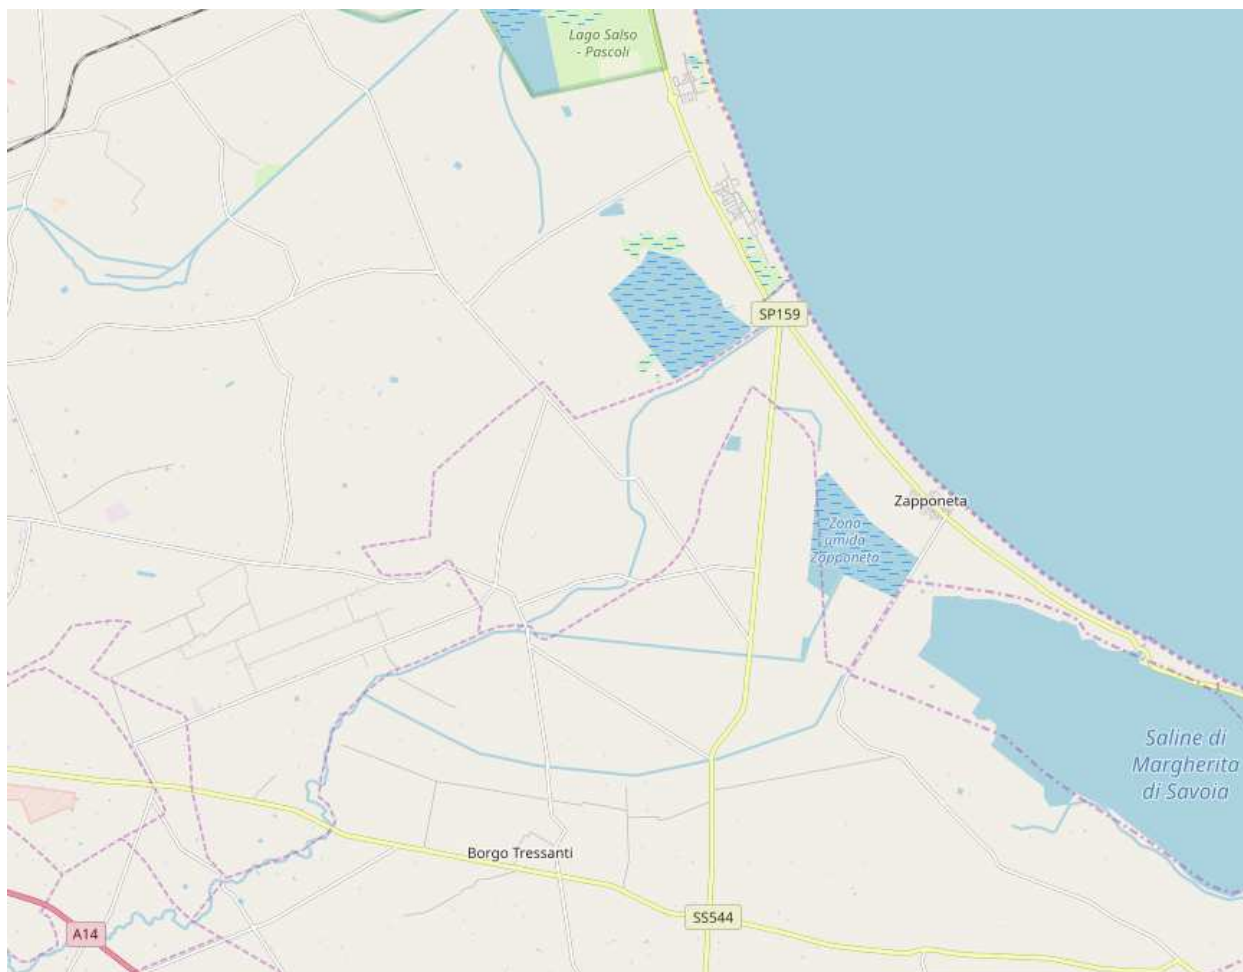 Lago Salso
- Pascoli
SP159
Zapponeta
Zona
umida
Zapponeta
Saline di
Margherita
di Savoia
Borgo Tressanti
SS544
A14